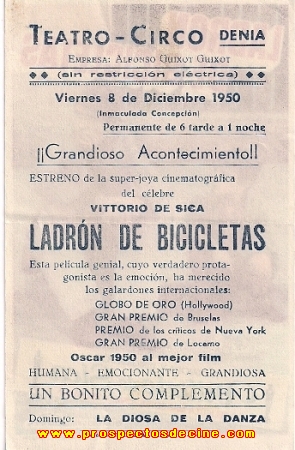 TEATRO-CIRCO DENIA
EMPRESA: ALFONSO GUIXOT GUIXOT
(sin restricción eléctrica)
Viernes 8 de Diciembre 1950
(Inmaculada Concepción)
Permanente de 6 tarde a 1 noche
¡¡Grandioso Acontecimiento!!
ESTRENO de la super-joya cinematográfica
del célebre
VITTORIO DE SICA
LADRÓN DE BICICLETAS
Esta película genial, cuyo verdadero prota-
gonista es la emoción, ha merecido
los galardones internacionales:
GLOBO DE ORO (Hollywood)
GRAN PREMIO de Bruselas
PREMIO de los críticos de Nueva York
GRAN PREMIO de Locarno
Oscar 1950 al mejor film
HUMANA - EMOCIONANTE - GRANDIOSA
UN BONITO COMPLEMENTO
Domingo: LA DIOSA DE LA DANZA
www.prospectosdecine.com